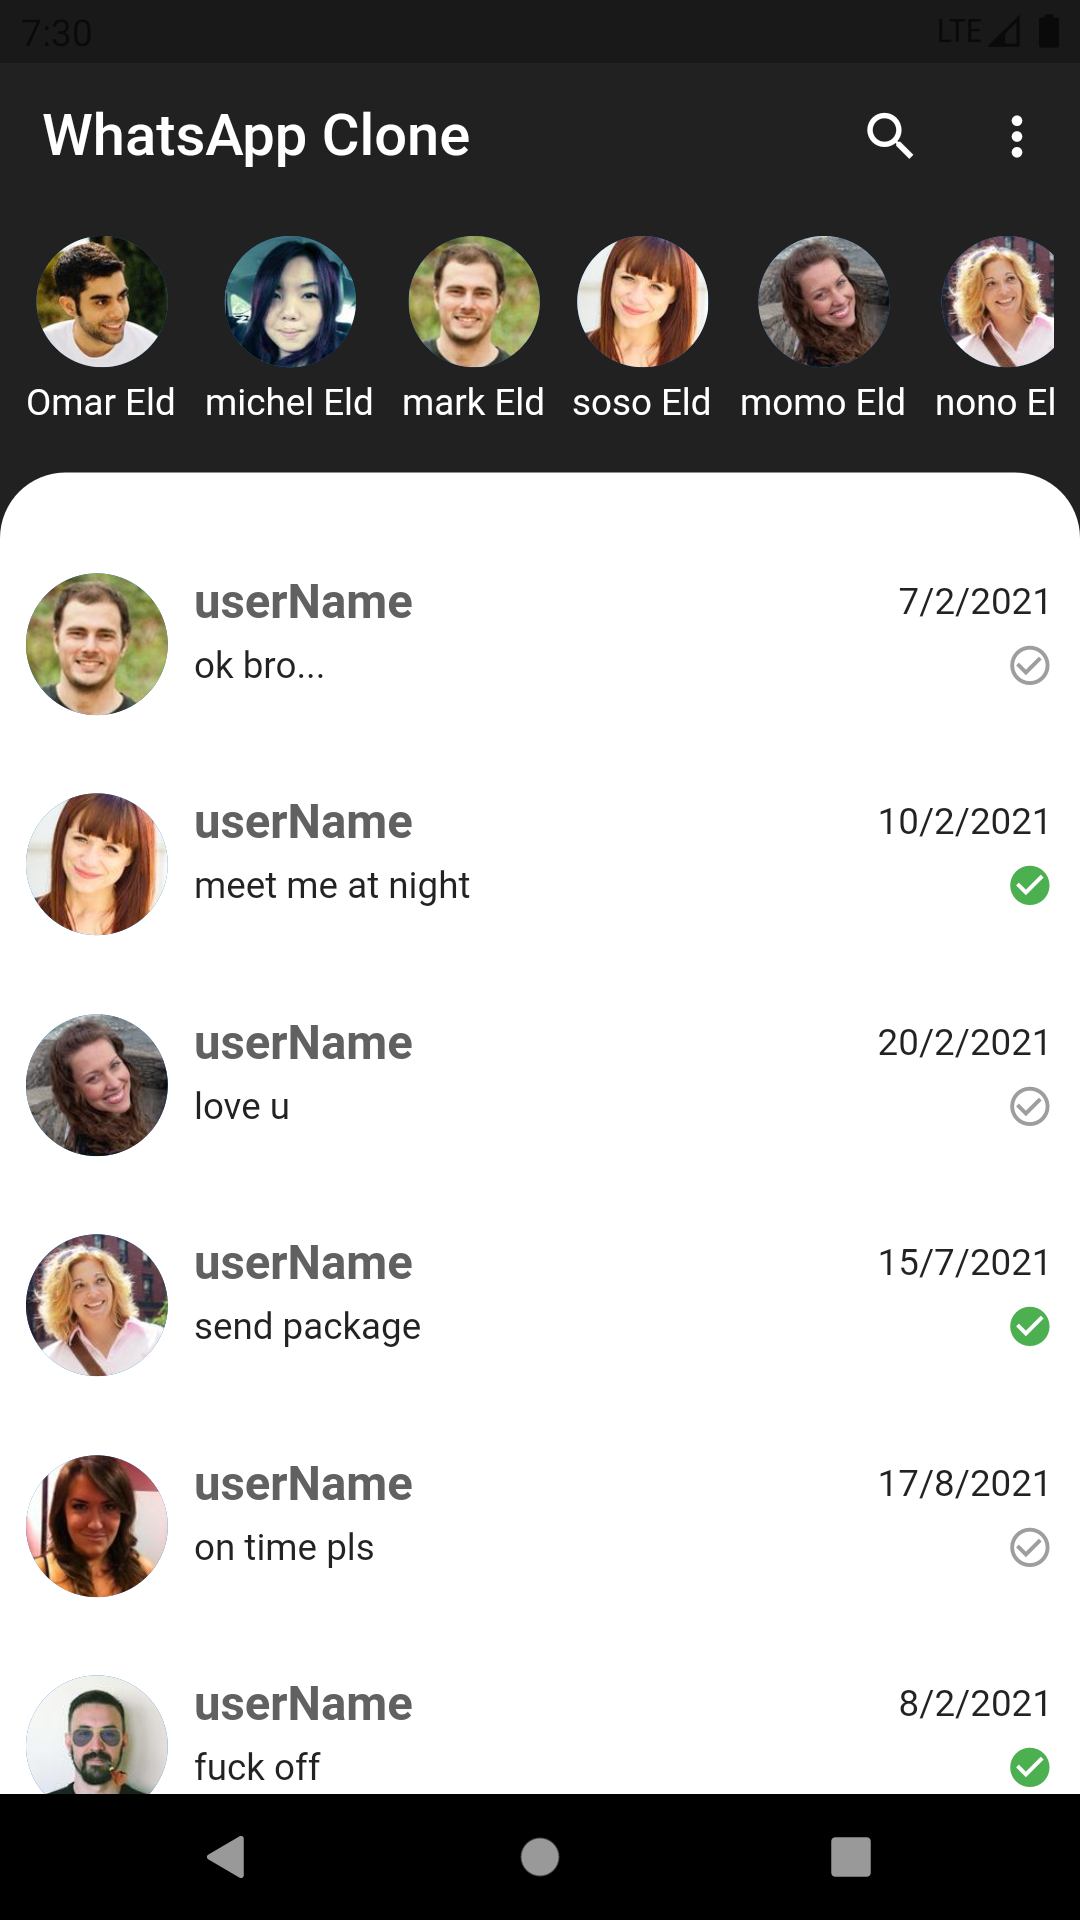 7:30 LTE
WhatsApp Clone
Omar Eld michel Eld mark Eld soso Eld momo Eld nono El
userName 7/2/2021
ok bro...
userName 10/2/2021
meet me at night
userName 20/2/2021
love u
userName 15/7/2021
send package
userName 17/8/2021
on time pls
userName 8/2/2021
fuck off